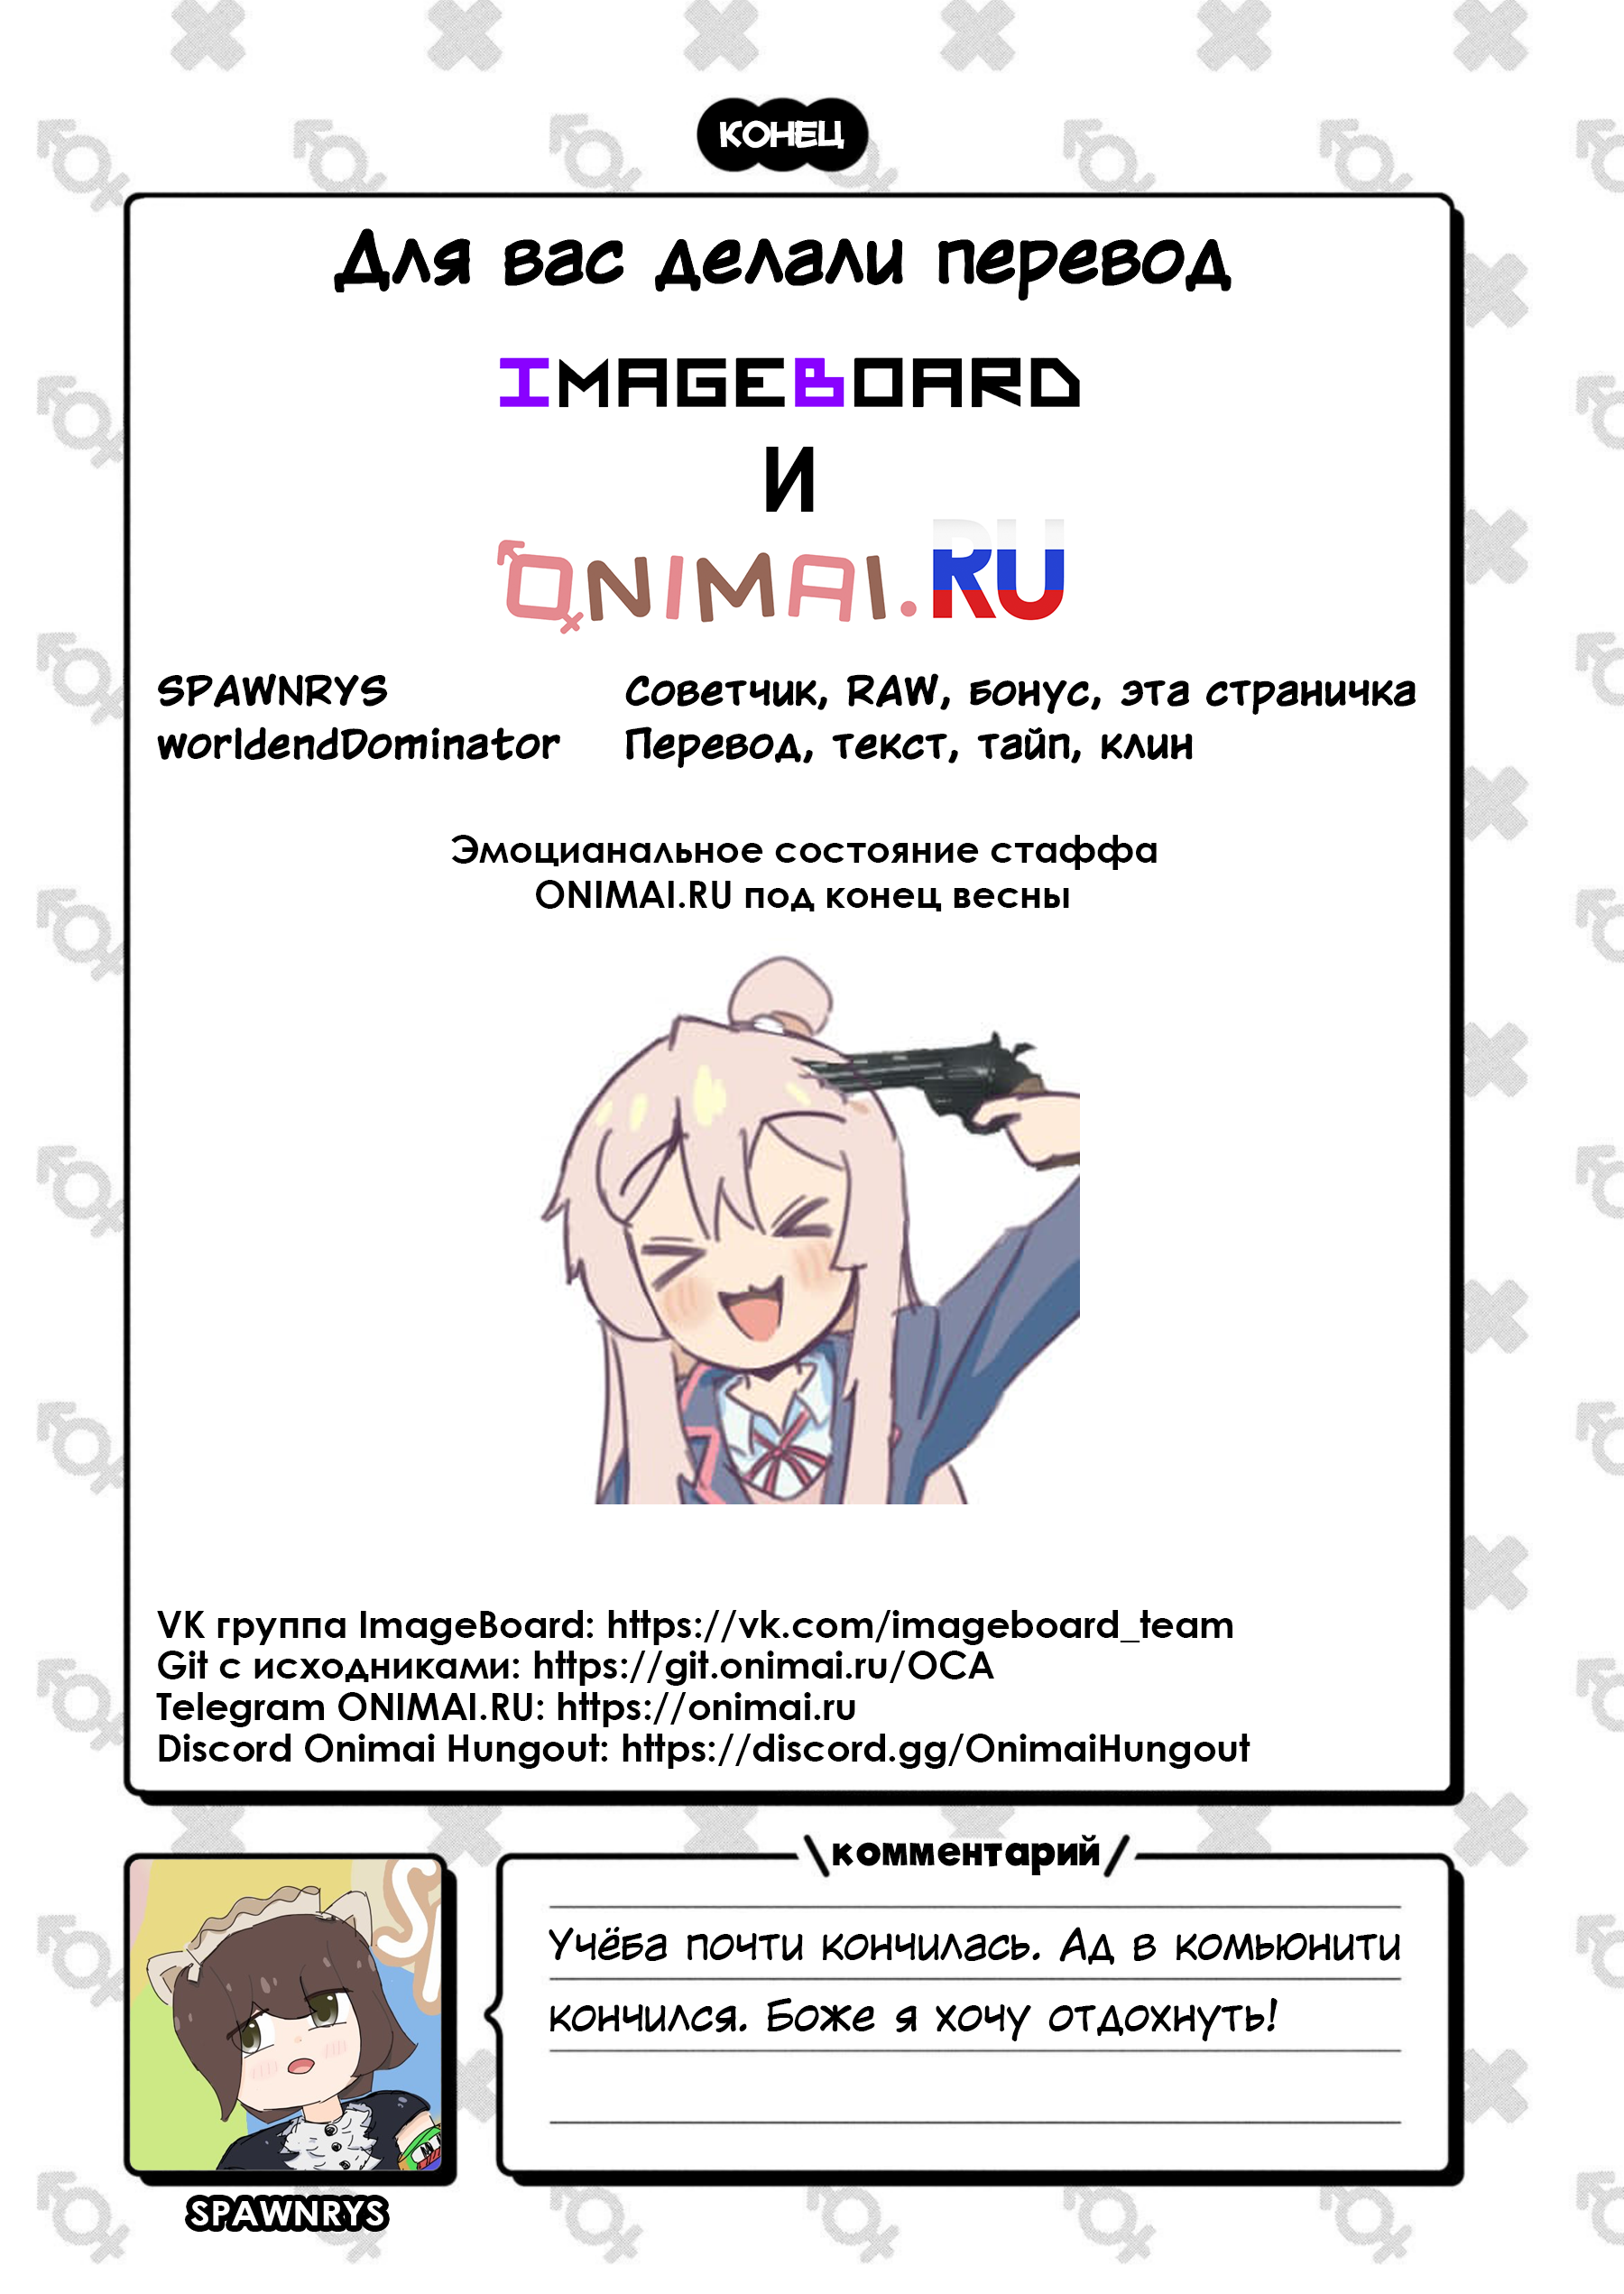 КОНЕЦ
Для вас делали перевод
IMAGEBOARD
И
ONIMAI.RU
SPAWNRYS Советчик, RAW, бонус, эта страничка
worldendDominator Перевод, текст, тайп, клин
Эмоцианальное состояние стаффа
ONIMAI.RU под конец весны
VK группа ImageBoard: https://vk.com/imageboard_team
Git с исходниками: https://git.onimai.ru/OCA
Telegram ONIMAI.RU: https://onimai.ru
Discord Onimai Hungout: https://discord.gg/OnimaiHungout
\комментарий/
Учёба почти кончилась. Ад в комьюнити
кончился. Боже я хочу отдохнуть!
SPAWNRYS